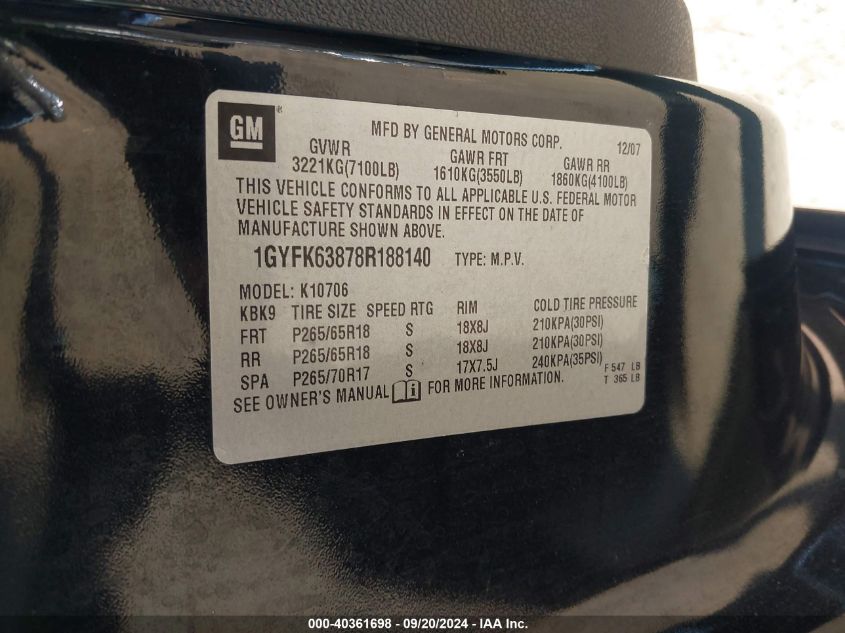 GM ®
MFD BY GENERAL MOTORS CORP. 12/07
GVWR GAWR FRT GAWR RR
3221KG(7100LB) 1610KG(3550LB) 1860KG(4100LB)
THIS VEHICLE CONFORMS TO ALL APPLICABLE U.S. FEDERAL MOTOR
VEHICLE SAFETY STANDARDS IN EFFECT ON THE DATE OF
MANUFACTURE SHOWN ABOVE.
1GYFK63878R188140 TYPE: M.P.V.
MODEL: K10706
KBK9 TIRE SIZE SPEED RTG RIM COLD TIRE PRESSURE
FRT P265/65R18 S 18X8J 210KPA(30PSI)
RR P265/65R18 S 18X8J 210KPA(30PSI)
SPA P265/70R17 S 17X7.5J 240KPA(35PSI)
F 547 LB
T 365 LB
SEE OWNER'S MANUAL i FOR MORE INFORMATION.
000-40361698 - 09/20/2024 - IAA Inc.